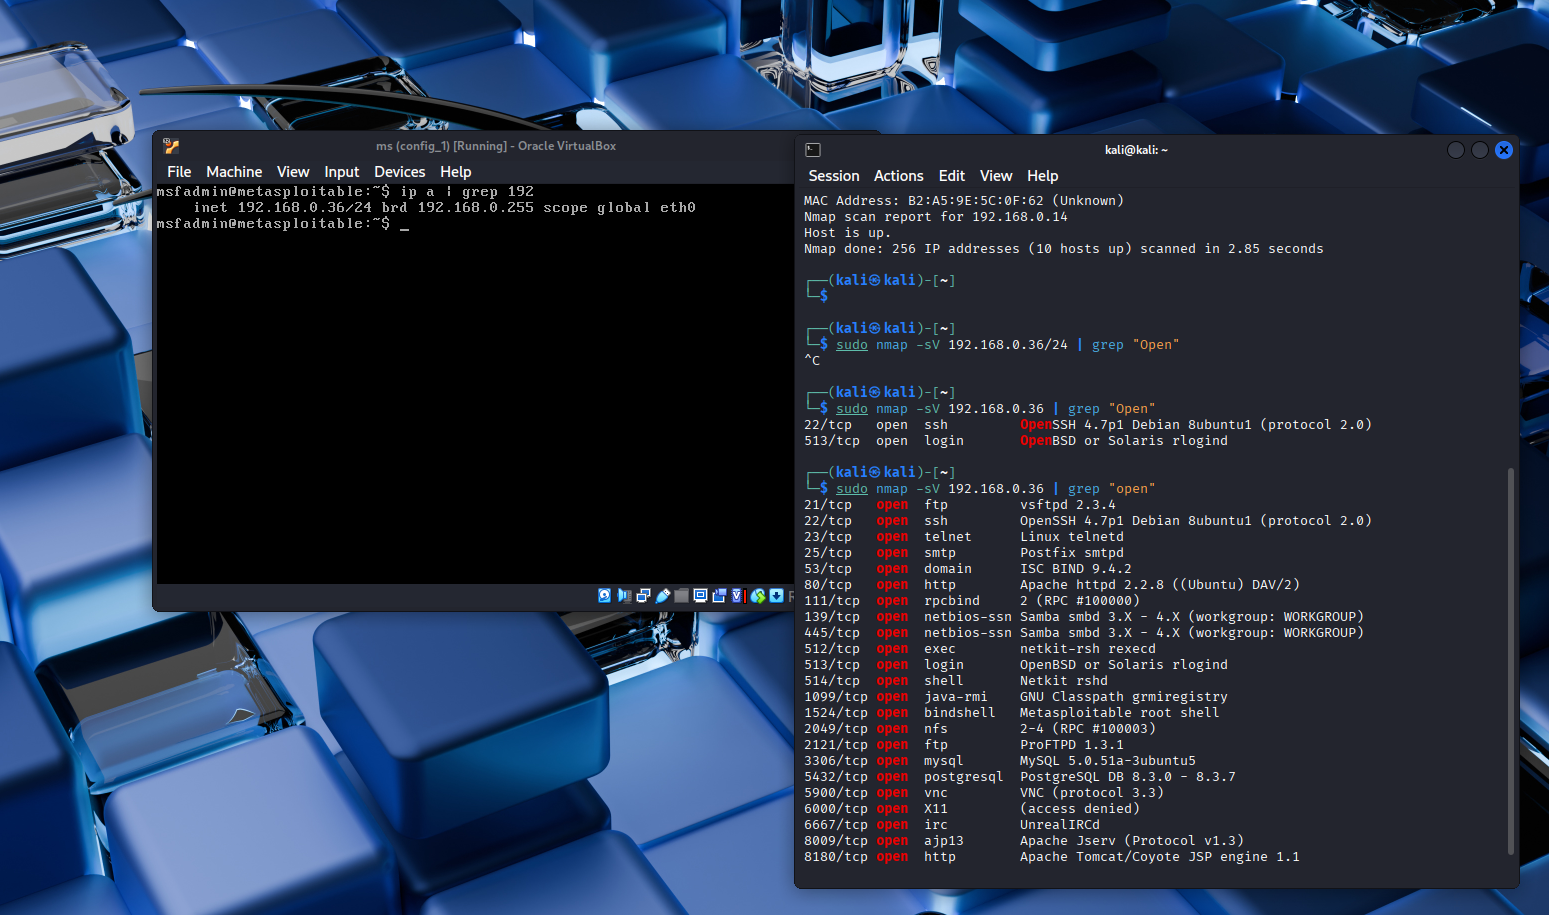 ms (config_1) [Running] - Oracle VirtualBox
File Machine View Input Devices Help
msfadmin@metasploitable:~$ ip a | grep 192
    inet 192.168.0.36/24 brd 192.168.0.255 scope global eth0
msfadmin@metasploitable:~$ _
kali@kali: ~
Session Actions Edit View Help
MAC Address: B2:A5:9E:5C:0F:62 (Unknown)
Nmap scan report for 192.168.0.14
Host is up.
Nmap done: 256 IP addresses (10 hosts up) scanned in 2.85 seconds
┌──(kali㉿kali)-[~]
└─$
┌──(kali㉿kali)-[~]
└─$ sudo nmap -sV 192.168.0.36/24 | grep "Open"
^C
┌──(kali㉿kali)-[~]
└─$ sudo nmap -sV 192.168.0.36 | grep "Open"
22/tcp   open  ssh         OpenSSH 4.7p1 Debian 8ubuntu1 (protocol 2.0)
513/tcp  open  login       OpenBSD or Solaris rlogind
┌──(kali㉿kali)-[~]
└─$ sudo nmap -sV 192.168.0.36 | grep "open"
21/tcp   open  ftp         vsftpd 2.3.4
22/tcp   open  ssh         OpenSSH 4.7p1 Debian 8ubuntu1 (protocol 2.0)
23/tcp   open  telnet      Linux telnetd
25/tcp   open  smtp        Postfix smtpd
53/tcp   open  domain      ISC BIND 9.4.2
80/tcp   open  http        Apache httpd 2.2.8 ((Ubuntu) DAV/2)
111/tcp  open  rpcbind     2 (RPC #100000)
139/tcp  open  netbios-ssn Samba smbd 3.X - 4.X (workgroup: WORKGROUP)
445/tcp  open  netbios-ssn Samba smbd 3.X - 4.X (workgroup: WORKGROUP)
512/tcp  open  exec        netkit-rsh rexecd
513/tcp  open  login       OpenBSD or Solaris rlogind
514/tcp  open  shell       Netkit rshd
1099/tcp open  java-rmi    GNU Classpath grmiregistry
1524/tcp open  bindshell   Metasploitable root shell
2049/tcp open  nfs         2-4 (RPC #100003)
2121/tcp open  ftp         ProFTPD 1.3.1
3306/tcp open  mysql       MySQL 5.0.51a-3ubuntu5
5432/tcp open  postgresql  PostgreSQL DB 8.3.0 - 8.3.7
5900/tcp open  vnc         VNC (protocol 3.3)
6000/tcp open  X11         (access denied)
6667/tcp open  irc         UnrealIRCd
8009/tcp open  ajp13       Apache Jserv (Protocol v1.3)
8180/tcp open  http        Apache Tomcat/Coyote JSP engine 1.1